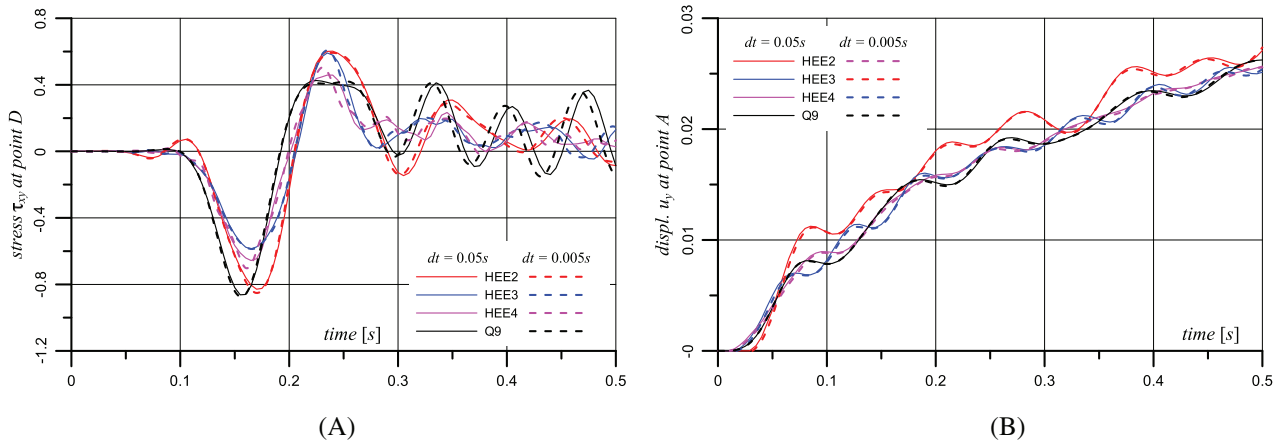 0.8
0.4
0
-0.4
-0.8
-1.2
stress τxy at point D
dt = 0.05s dt = 0.005s
HEE2
HEE3
HEE4
Q9
time [s]
0 0.1 0.2 0.3 0.4 0.5
(A)
0.03
0.02
0.01
-0
displ. uy at point A
dt = 0.05s dt = 0.005s
HEE2
HEE3
HEE4
Q9
time [s]
0 0.1 0.2 0.3 0.4 0.5
(B)